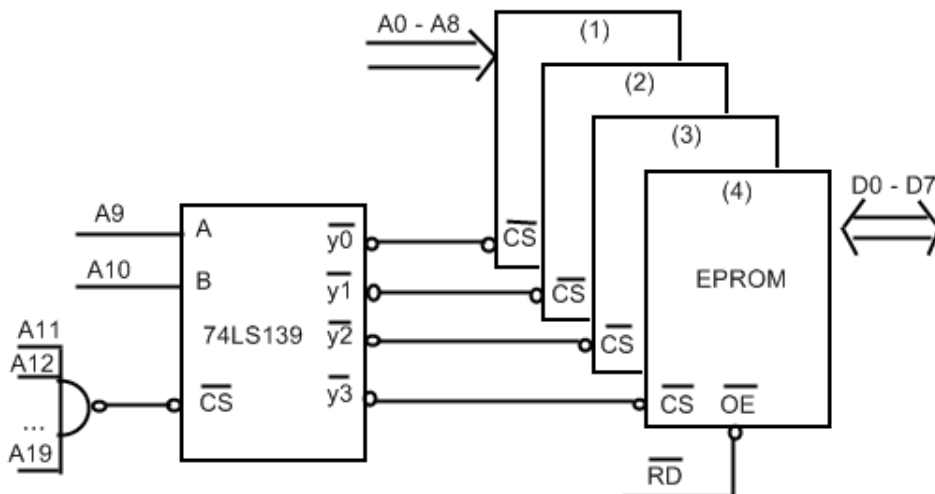 A0 - A8
(1)
(2)
(3)
(4)
D0 - D7
A9
A
y0
CS
A10
B
y1
CS
EPROM
A11
74LS139
y2
CS
A12
...
CS
y3
CS
OE
A19
RD